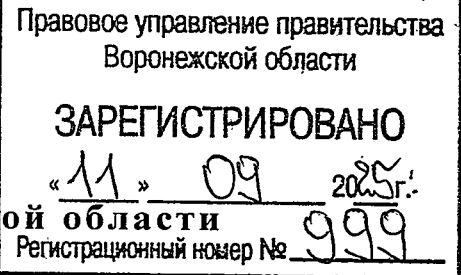 Правовое управление правительства
Воронежской области
ЗАРЕГИСТРИРОВАНО
«11» 09 2025г.
ой области
Регистрационный номер № 999